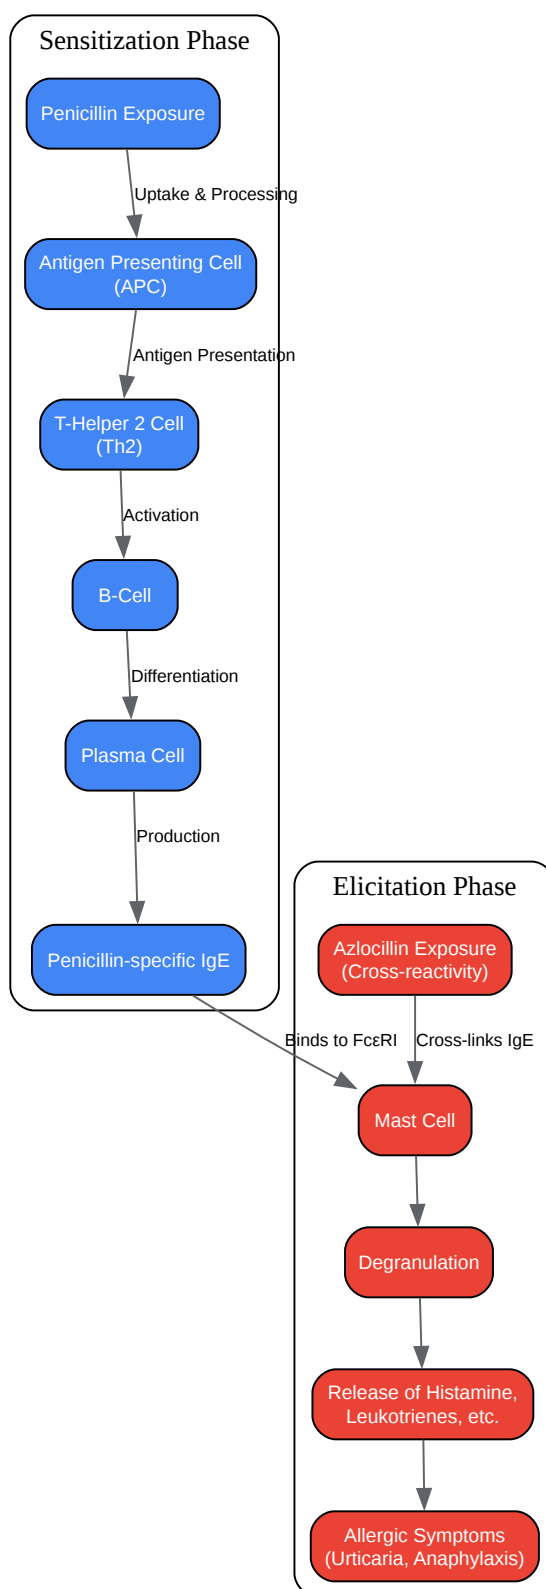 Sensitization Phase
Penicillin Exposure
Uptake & Processing
Antigen Presenting Cell
(APC)
Antigen Presentation
T-Helper 2 Cell
(Th2)
Activation
B-Cell
Differentiation
Plasma Cell
Production
Penicillin-specific IgE
Binds to FcεRI
Elicitation Phase
Azlocillin Exposure
(Cross-reactivity)
Cross-links IgE
Mast Cell
Degranulation
Release of Histamine,
Leukotrienes, etc.
Allergic Symptoms
(Urticaria, Anaphylaxis)